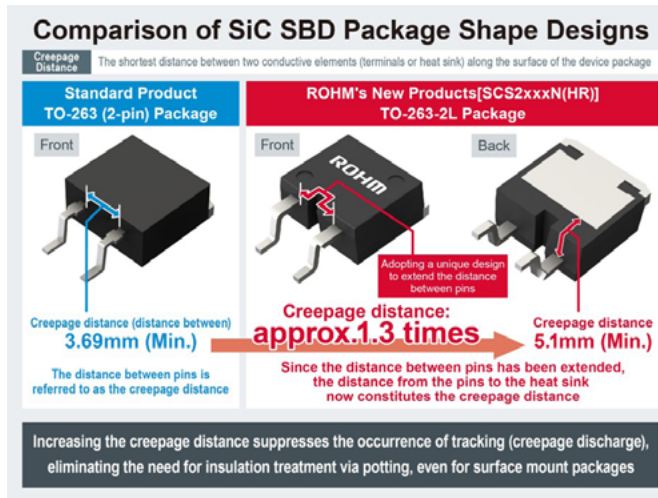 Comparison of SiC SBD Package Shape Designs
Creepage
Distance
The shortest distance between two conductive elements (terminals or heat sink) along the surface of the device package
Standard Product
TO-263 (2-pin) Package
Front
Creepage distance (distance between)
3.69mm (Min.)
The distance between pins is
referred to as the creepage distance
ROHM's New Products[SCS2xxxN(HR)]
TO-263-2L Package
Front
ROHM
Back
Adopting a unique design
to extend the distance
between pins
Creepage distance:
approx.1.3 times
Creepage distance
5.1mm (Min.)
Since the distance between pins has been extended,
the distance from the pins to the heat sink
now constitutes the creepage distance
Increasing the creepage distance suppresses the occurrence of tracking (creepage discharge),
eliminating the need for insulation treatment via potting, even for surface mount packages